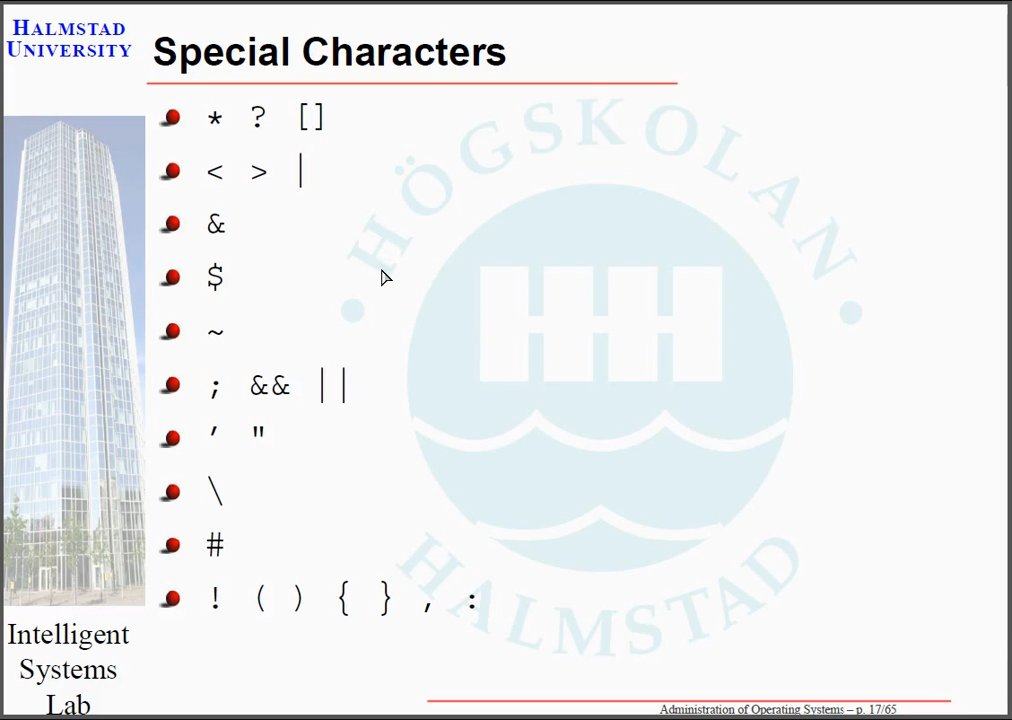 HALMSTAD
UNIVERSITY
Special Characters
* ? []
< > |
&
$
~
; && ||
' "
\
#
! ( ) { } , :
• HÖGSKOLAN •
HALMSTAD
Intelligent
Systems
Lab
Administration of Operating Systems – p. 17/65